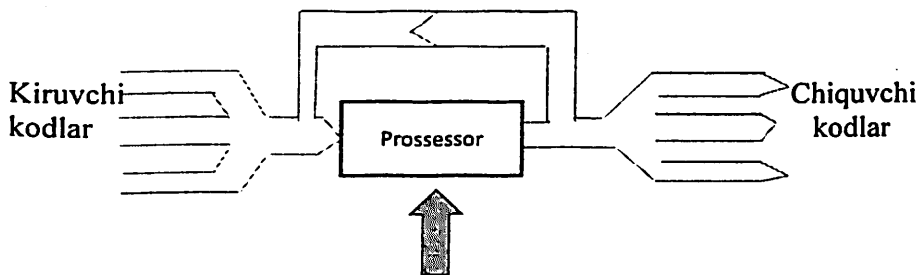 Kiruvchi
kodlar
Prossessor
Chiquvchi
kodlar